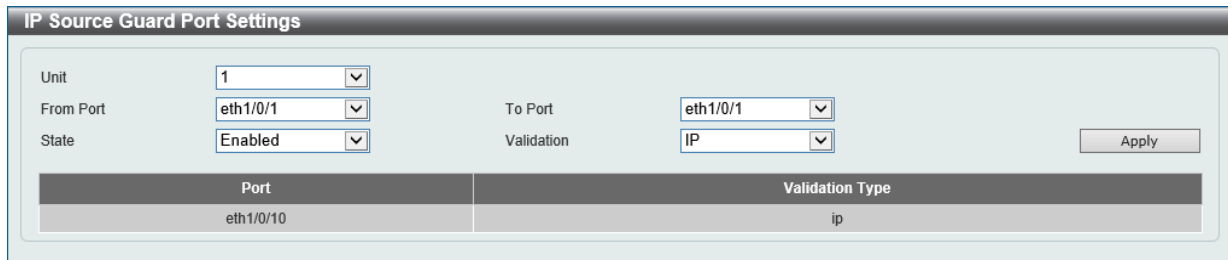 IP Source Guard Port Settings
Unit 1
From Port eth1/0/1 To Port eth1/0/1
State Enabled Validation IP Apply
Port Validation Type
eth1/0/10 ip